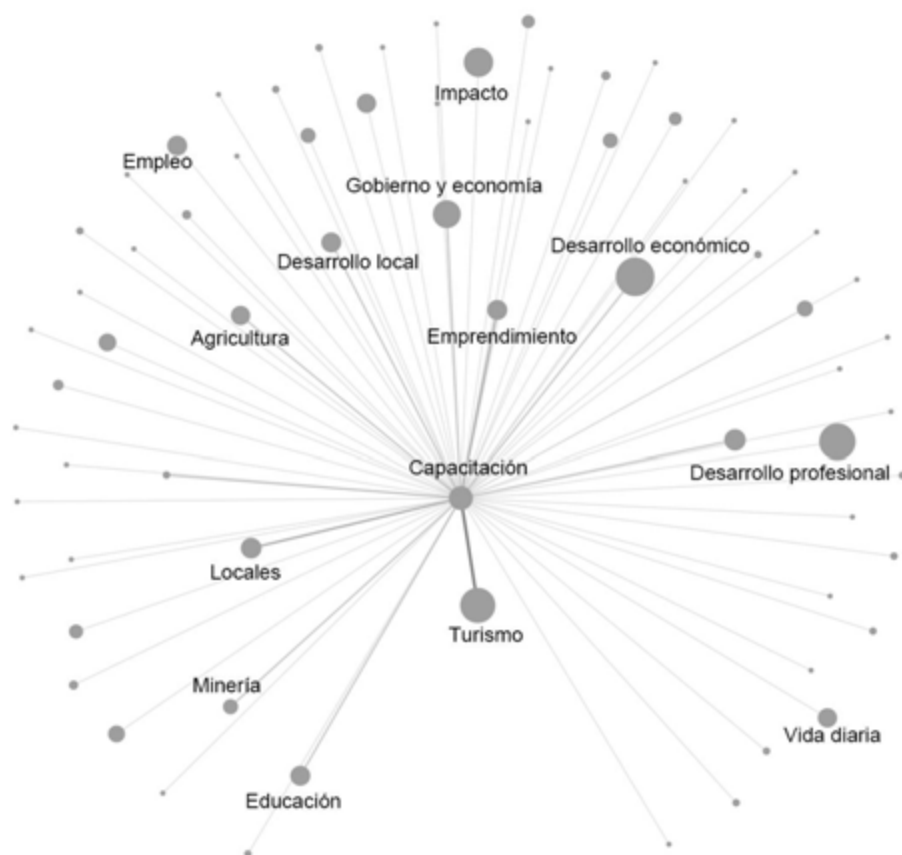 Impacto
Empleo
Gobierno y economía
Desarrollo económico
Desarrollo local
Agricultura
Emprendimiento
Capacitación
Desarrollo profesional
Locales
Turismo
Minería
Vida diaria
Educación